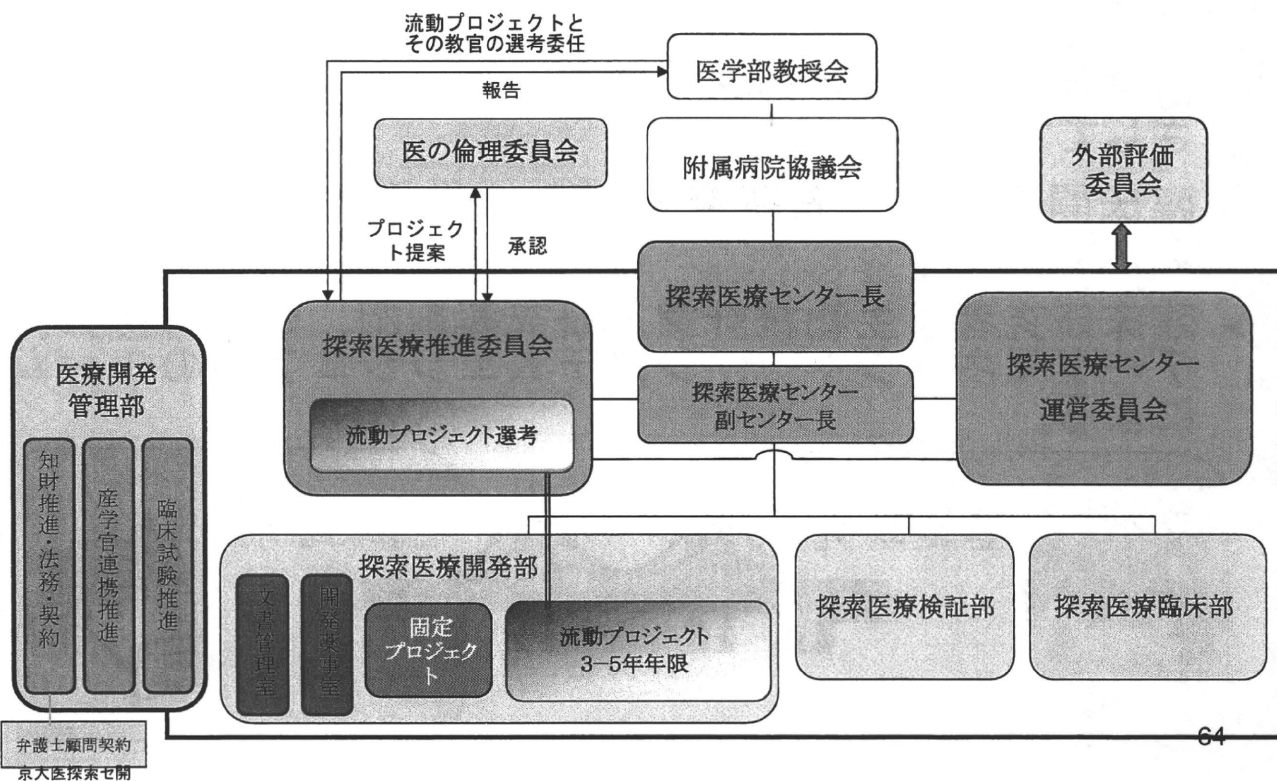 流動プロジェクトと
その教官の選考委任
報告
医学部教授会
医の倫理委員会
附属病院協議会
外部評価
委員会
プロジェク
ト提案
承認
探索医療センター長
探索医療推進委員会
流動プロジェクト選考
探索医療センター
副センター長
探索医療センター
運営委員会
医療開発
管理部
知財推進・法務・契約
産学官連携推進
臨床試験推進
探索医療開発部
文書管理室
開発薬事室
固定
プロジェク
ト
流動プロジェクト
3−5年年限
探索医療検証部
探索医療臨床部
弁護士顧問契約
京大医探索セ開
64